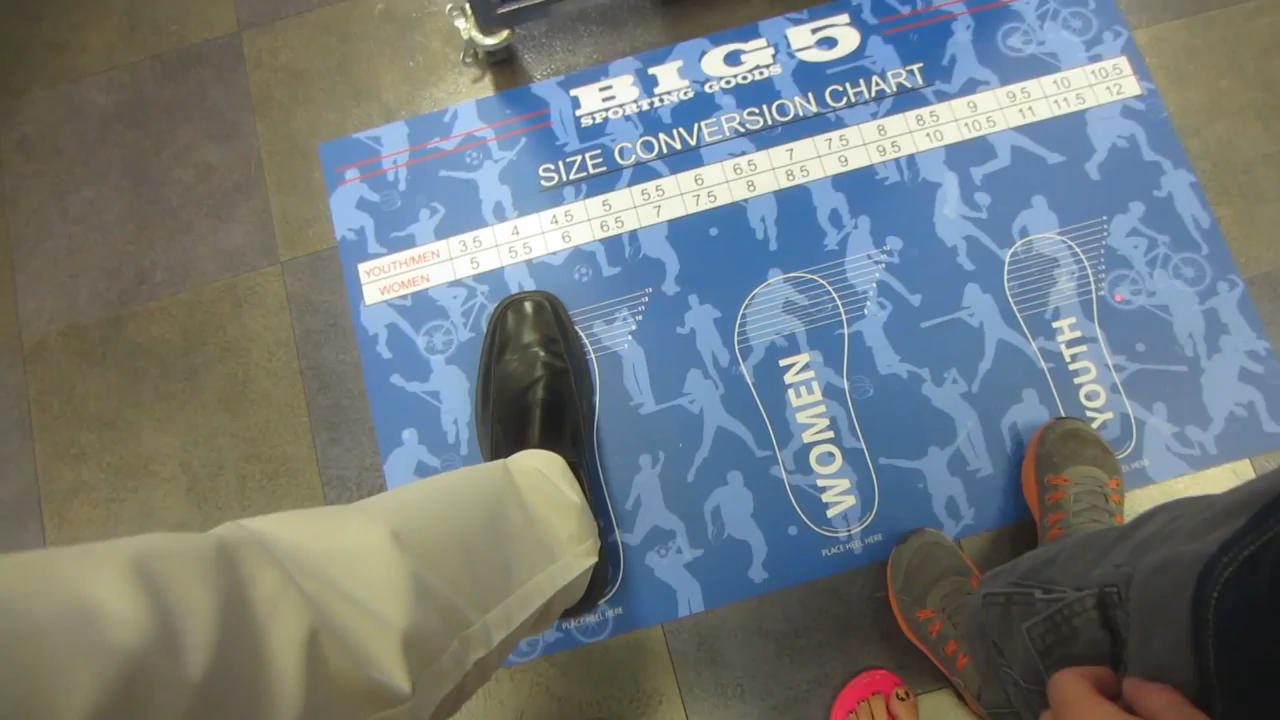 BIG 5
SPORTING GOODS
SIZE CONVERSION CHART
YOUTH/MEN 3.5 4 4.5 5 5.5 6 6.5 7 7.5 8 8.5 9 9.5 10 10.5
WOMEN 5 5.5 6 6.5 7 7.5 8 8.5 9 9.5 10 10.5 11 11.5 12
WOMEN
YOUTH
PLACE HEEL HERE
PLACE HEEL HERE
HEEL HERE